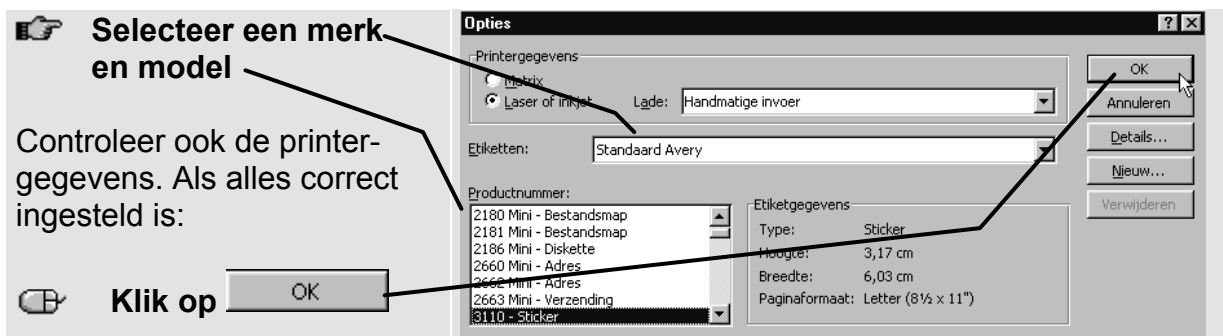 Selecteer een merk
en model
Controleer ook de printer-
gegevens. Als alles correct
ingesteld is:
Klik op OK
Opties
Printergegevens
Matrix
Laser of inkjet Lade: Handmatige invoer
Etiketten: Standaard Avery
Productnummer:
2180 Mini - Bestandsmap
2181 Mini - Bestandsmap
2186 Mini - Diskette
2660 Mini - Adres
2662 Mini - Adres
2663 Mini - Verzending
3110 - Sticker
Etiketgegevens
Type: Sticker
Hoogte: 3,17 cm
Breedte: 6,03 cm
Paginaformaat: Letter (8½ x 11")
OK
Annuleren
Details...
Nieuw...
Verwijderen